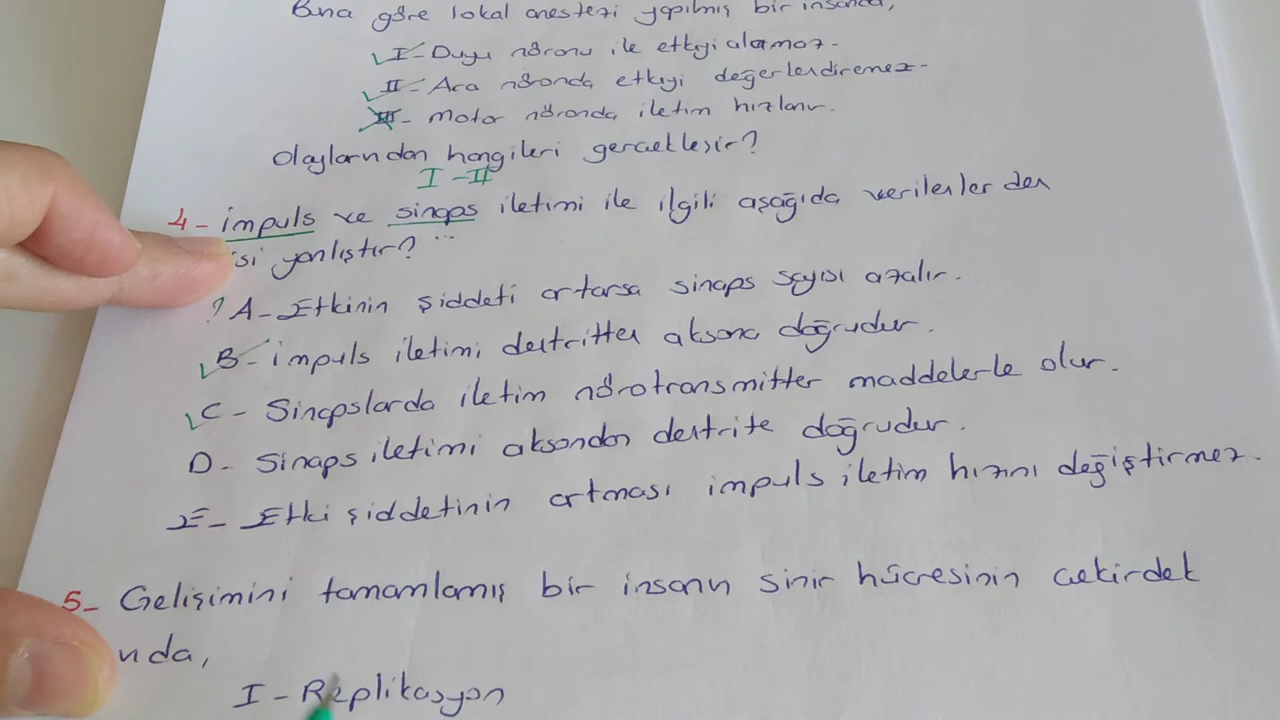 Buna göre lokal anestezi yapılmış bir insanda,
I- Duyu nöronu ile etkiyi alamaz.
II- Ara nöronda etkiyi değerlendiremez.
III- Motor nöronda iletim hızlanır.
Olaylarından hangileri gerçekleşir?
I - II
4- impuls ve sinaps iletimi ile ilgili aşağıda verilenlerden
si yanlıştır?
? A- Etkinin şiddeti artarsa sinaps sayısı azalır.
B- impuls iletimi dentritten aksona doğrudur.
C- Sinapslarda iletim nörotransmitter maddelerle olur.
D- Sinaps iletimi aksondan dentrite doğrudur.
E- Etki şiddetinin artması impuls iletim hızını değiştirmez.
5- Gelişimini tamamlamış bir insanın sinir hücresinin çekirdek
nda,
I- Replikasyon